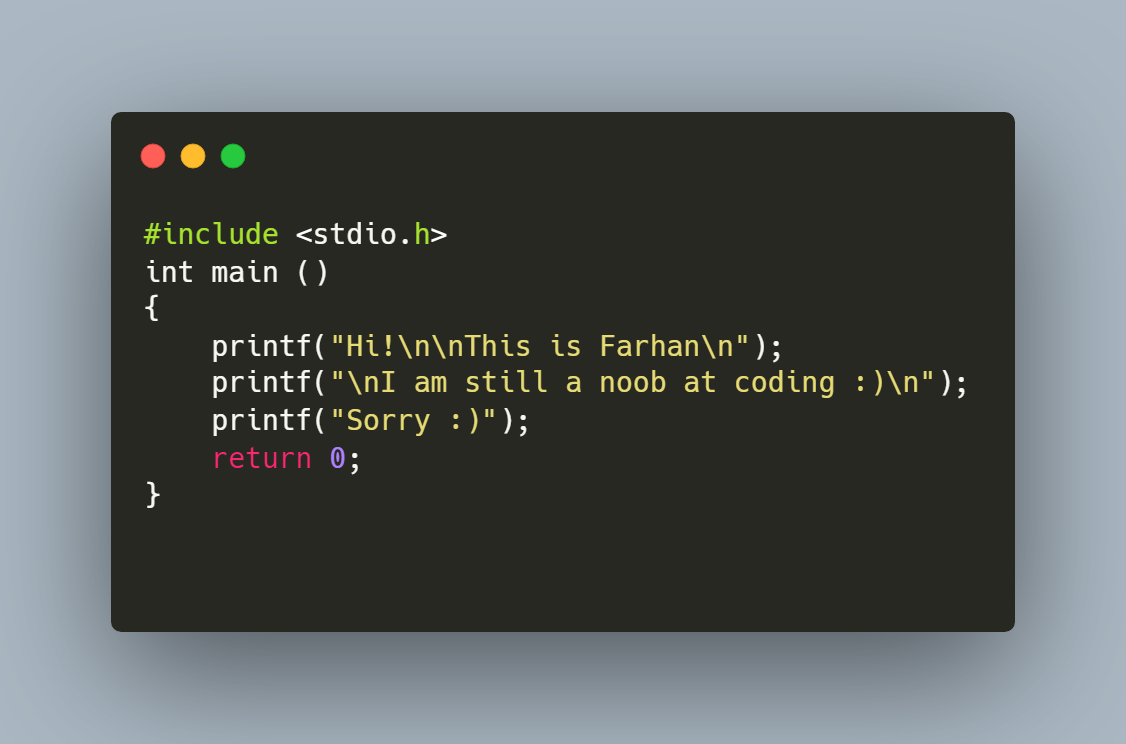 #include <stdio.h>
int main ()
{
    printf("Hi!\n\nThis is Farhan\n");
    printf("\nI am still a noob at coding :)\n");
    printf("Sorry :)");
    return 0;
}